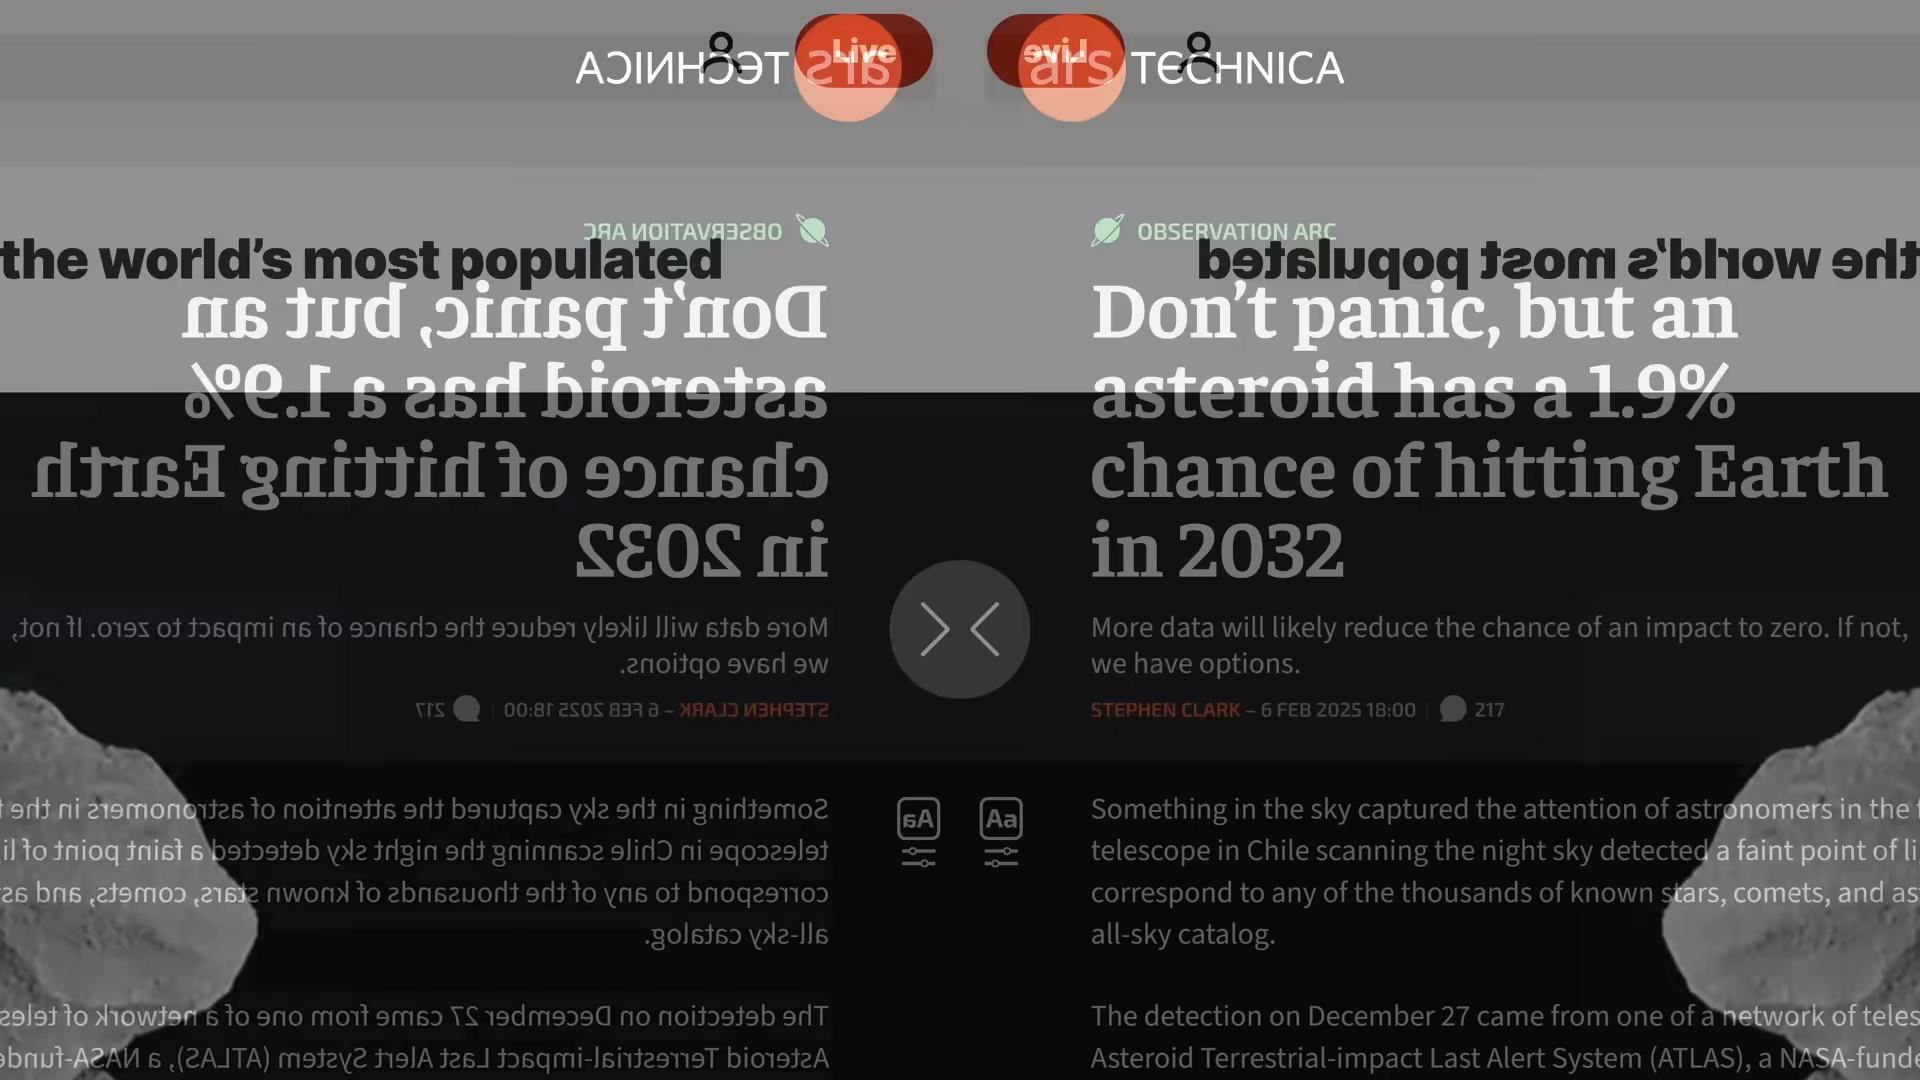 Live
ars TECHNICA
OBSERVATION ARC
the world's most populated
Don't panic, but an
asteroid has a 1.9%
chance of hitting Earth
in 2032
More data will likely reduce the chance of an impact to zero. If not,
we have options.
STEPHEN CLARK – 6 FEB 2025 18:00 | 217
Aa
Something in the sky captured the attention of astronomers in the
telescope in Chile scanning the night sky detected a faint point of
correspond to any of the thousands of known stars, comets, and
all-sky catalog.
The detection on December 27 came from one of a network of
Asteroid Terrestrial-impact Last Alert System (ATLAS), a